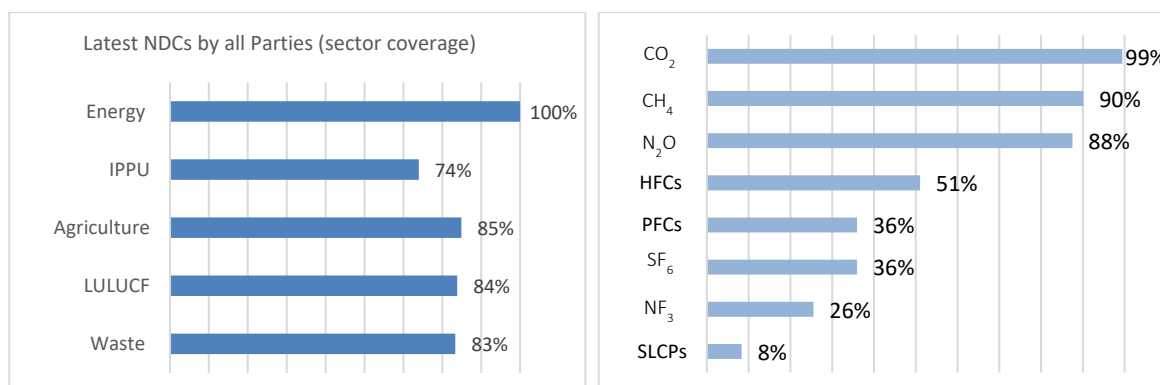 Latest NDCs by all Parties (sector coverage)
Energy 100%
IPPU 74%
Agriculture 85%
LULUCF 84%
Waste 83%
CO₂ 99%
CH₄ 90%
N₂O 88%
HFCs 51%
PFCs 36%
SF₆ 36%
NF₃ 26%
SLCPs 8%